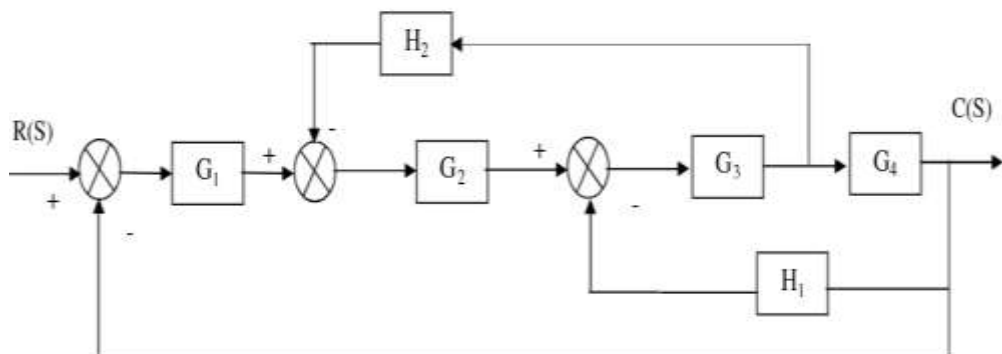 H₂
R(S)
C(S)
-
+
G₁
+
G₂
+
G₃
G₄
-
-
H₁